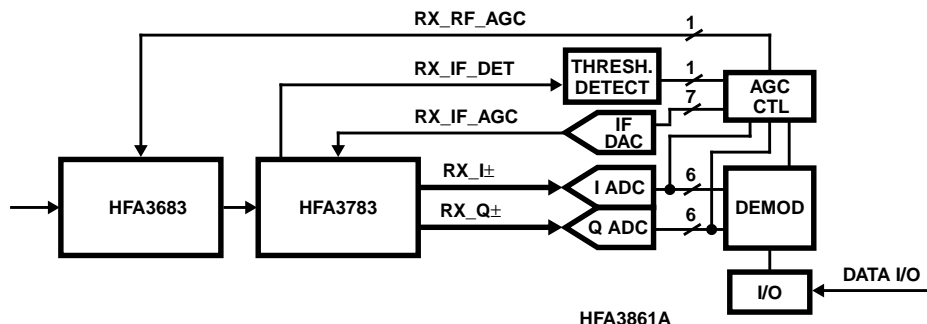 RX_RF_AGC
1
RX_IF_DET
THRESH.
DETECT
1
AGC
CTL
RX_IF_AGC
IF
DAC
7
HFA3683
HFA3783
RX_I±
I ADC
6
DEMOD
RX_Q±
Q ADC
6
I/O
DATA I/O
HFA3861A